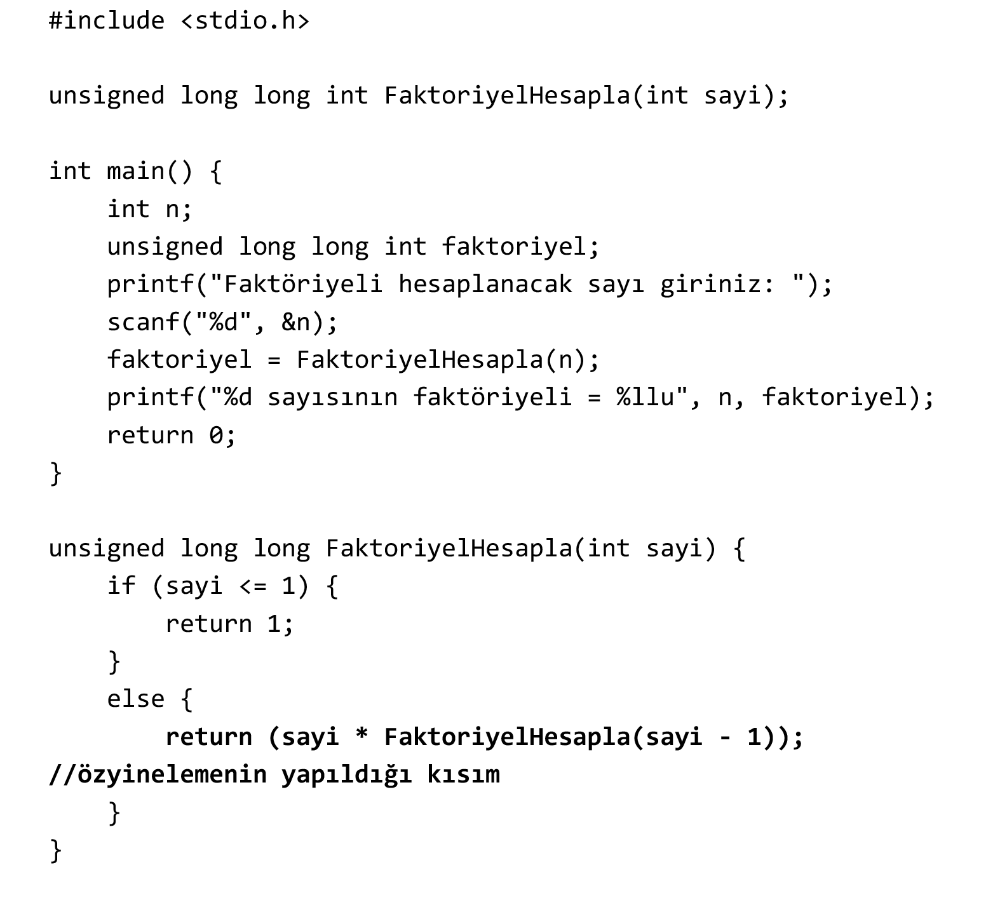 #include <stdio.h>
unsigned long long int FaktoriyelHesapla(int sayi);
int main() {
int n;
unsigned long long int faktoriyel;
printf("Faktöriyeli hesaplanacak sayı giriniz: ");
scanf("%d", &n);
faktoriyel = FaktoriyelHesapla(n);
printf("%d sayısının faktöriyeli = %llu", n, faktoriyel);
return 0;
}
unsigned long long FaktoriyelHesapla(int sayi) {
if (sayi <= 1) {
return 1;
}
else {
return (sayi * FaktoriyelHesapla(sayi - 1));
//özyinelemenin yapıldığı kısım
}
}